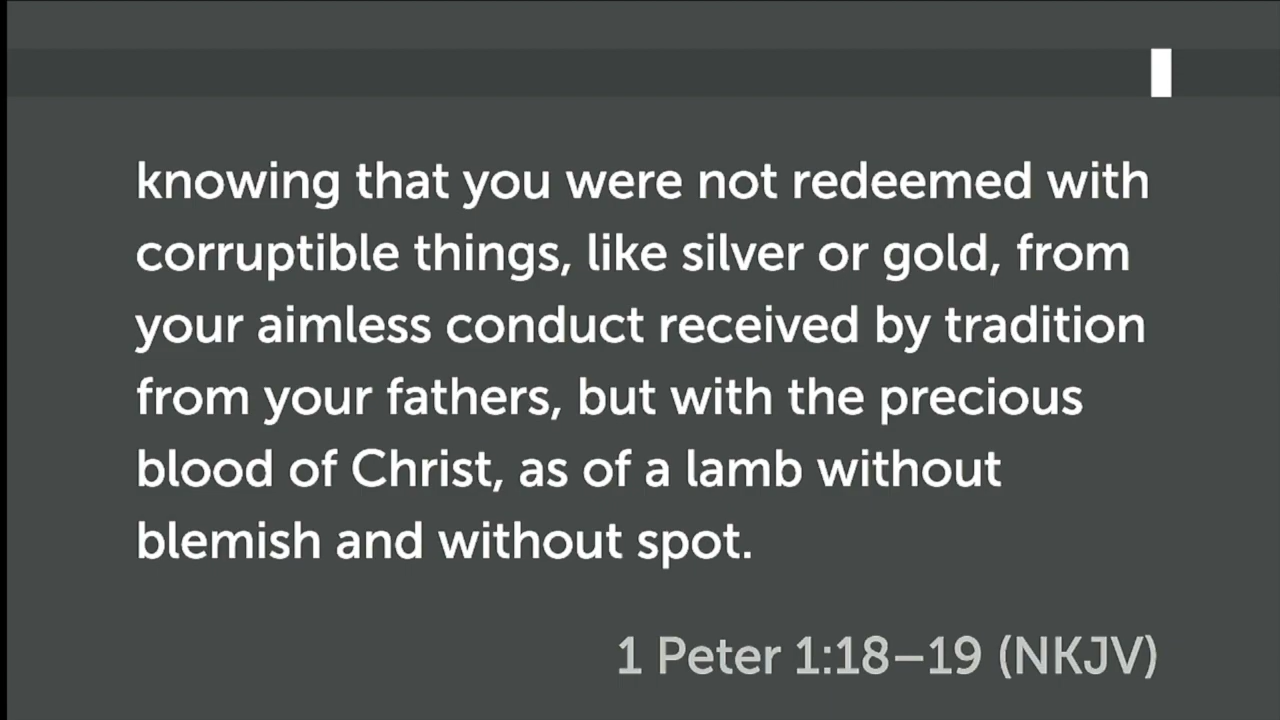 knowing that you were not redeemed with
corruptible things, like silver or gold, from
your aimless conduct received by tradition
from your fathers, but with the precious
blood of Christ, as of a lamb without
blemish and without spot.
1 Peter 1:18–19 (NKJV)